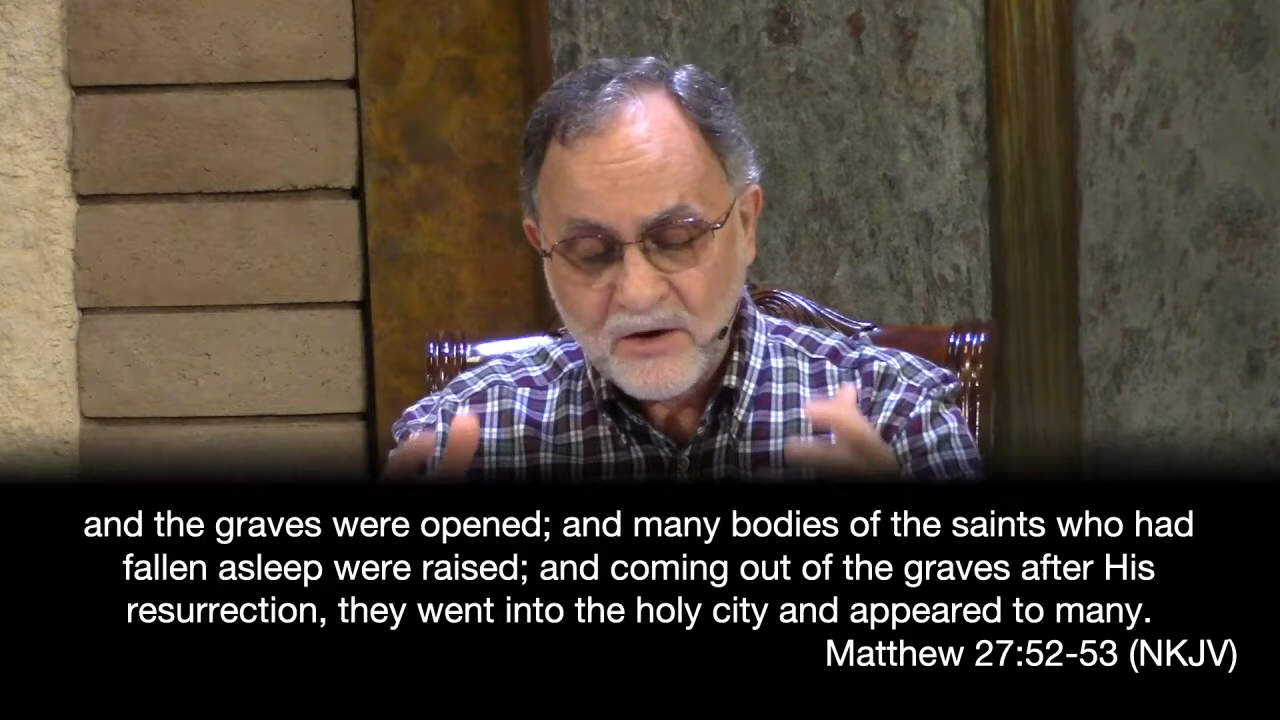 and the graves were opened; and many bodies of the saints who had
fallen asleep were raised; and coming out of the graves after His
resurrection, they went into the holy city and appeared to many.
Matthew 27:52-53 (NKJV)